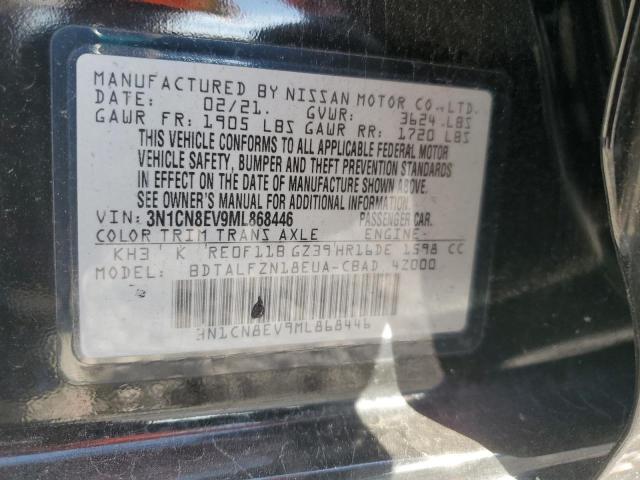 MANUFACTURED BY NISSAN MOTOR CO., LTD.
DATE: 02/21. GVWR: 3624 LBS
GAWR FR: 1905 LBS GAWR RR: 1720 LBS
THIS VEHICLE CONFORMS TO ALL APPLICABLE FEDERAL MOTOR
VEHICLE SAFETY, BUMPER AND THEFT PREVENTION STANDARDS
IN EFFECT ON THE DATE OF MANUFACTURE SHOWN ABOVE.
SEE OWNER'S MANUAL FOR ADDITIONAL INFORMATION
VIN: 3N1CN8EV9ML868446 PASSENGER CAR.
COLOR TRIM TRANS AXLE ENGINE
KH3 K RE0F11B GZ39 HR16DE 1598 CC
MODEL: BDTALFZN18EUA-CBAD 42000
3N1CN8EV9ML868446